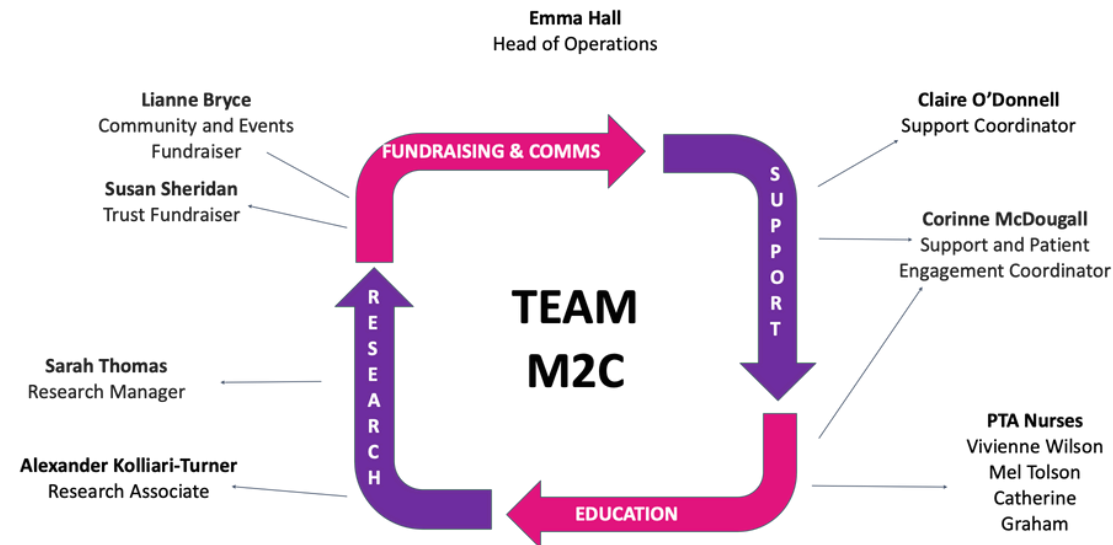 Emma Hall
Head of Operations
Lianne Bryce
Community and Events
Fundraiser
Susan Sheridan
Trust Fundraiser
FUNDRAISING & COMMS
SUPPORT
Claire O’Donnell
Support Coordinator
Corinne McDougall
Support and Patient
Engagement Coordinator
TEAM
M2C
RESEARCH
Sarah Thomas
Research Manager
Alexander Kolliari-Turner
Research Associate
EDUCATION
PTA Nurses
Vivienne Wilson
Mel Tolson
Catherine
Graham